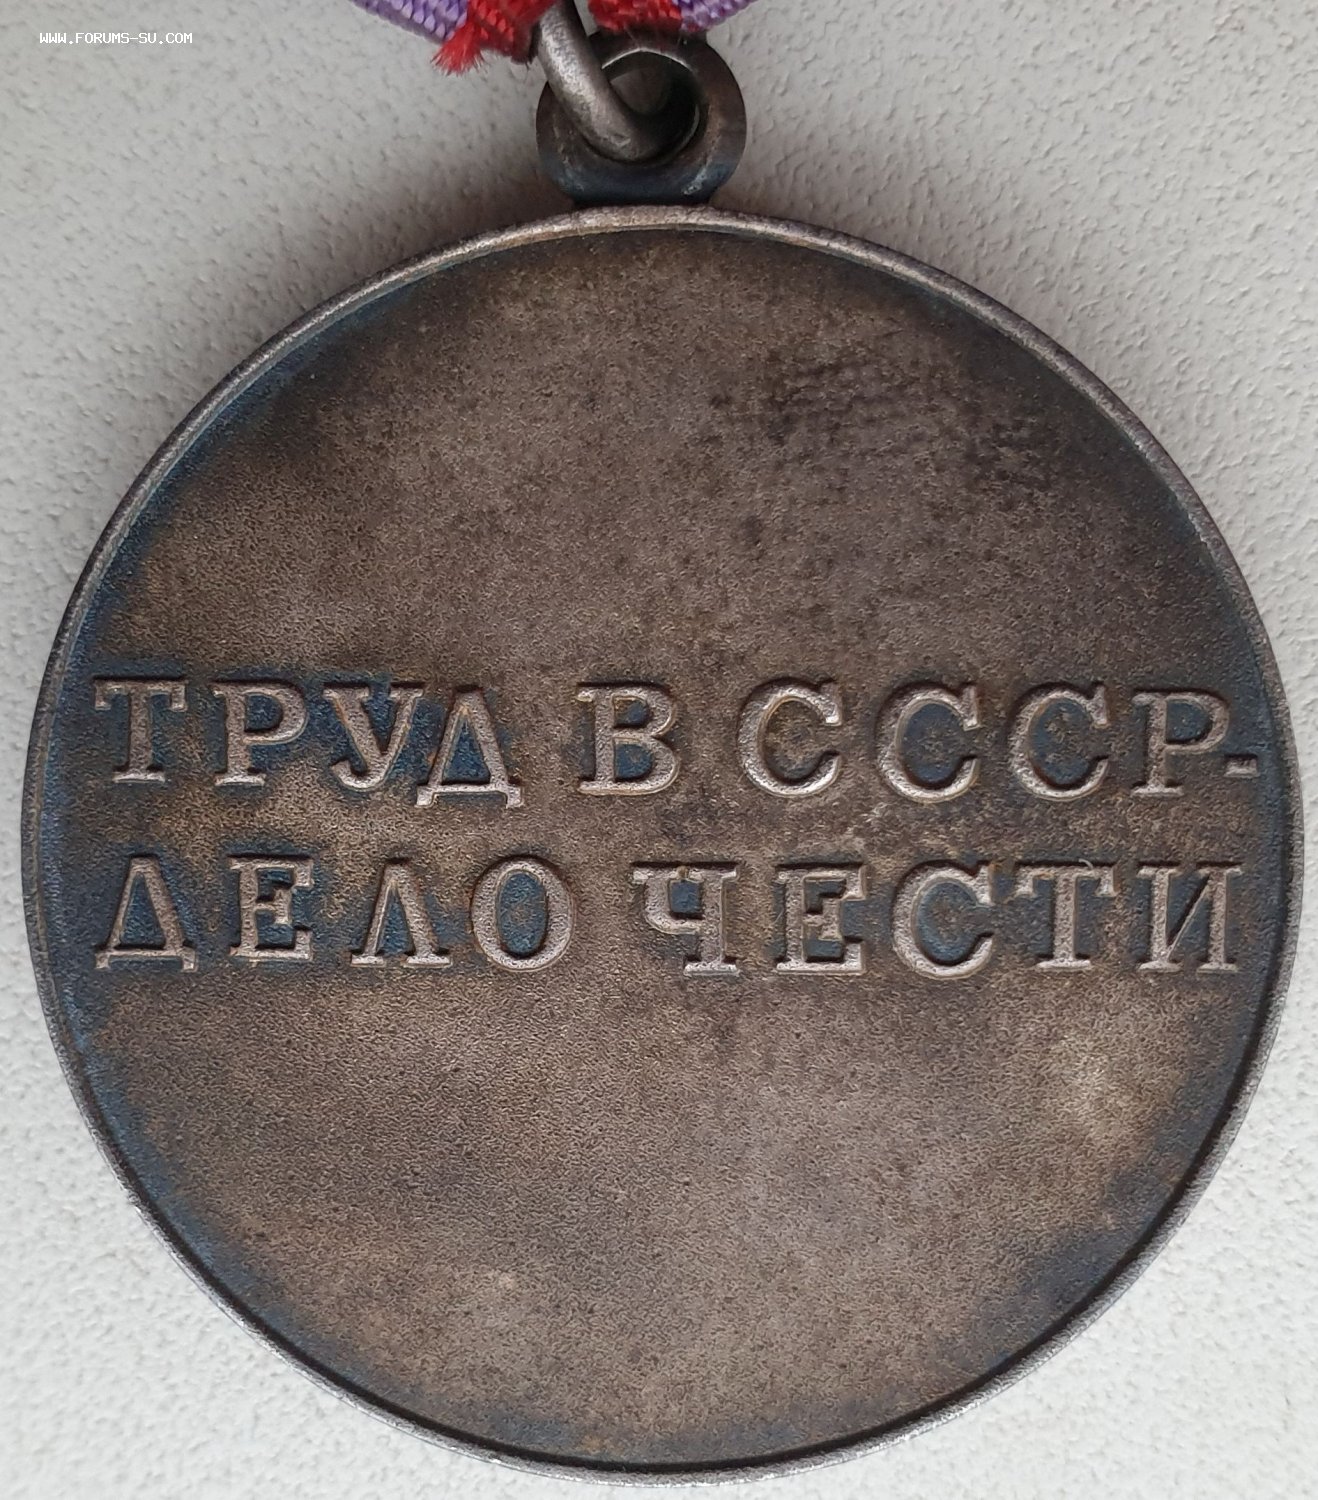 WWW.FORUMS-SU.COM
ТРУД В СССР-
ДЕЛО ЧЕСТИ